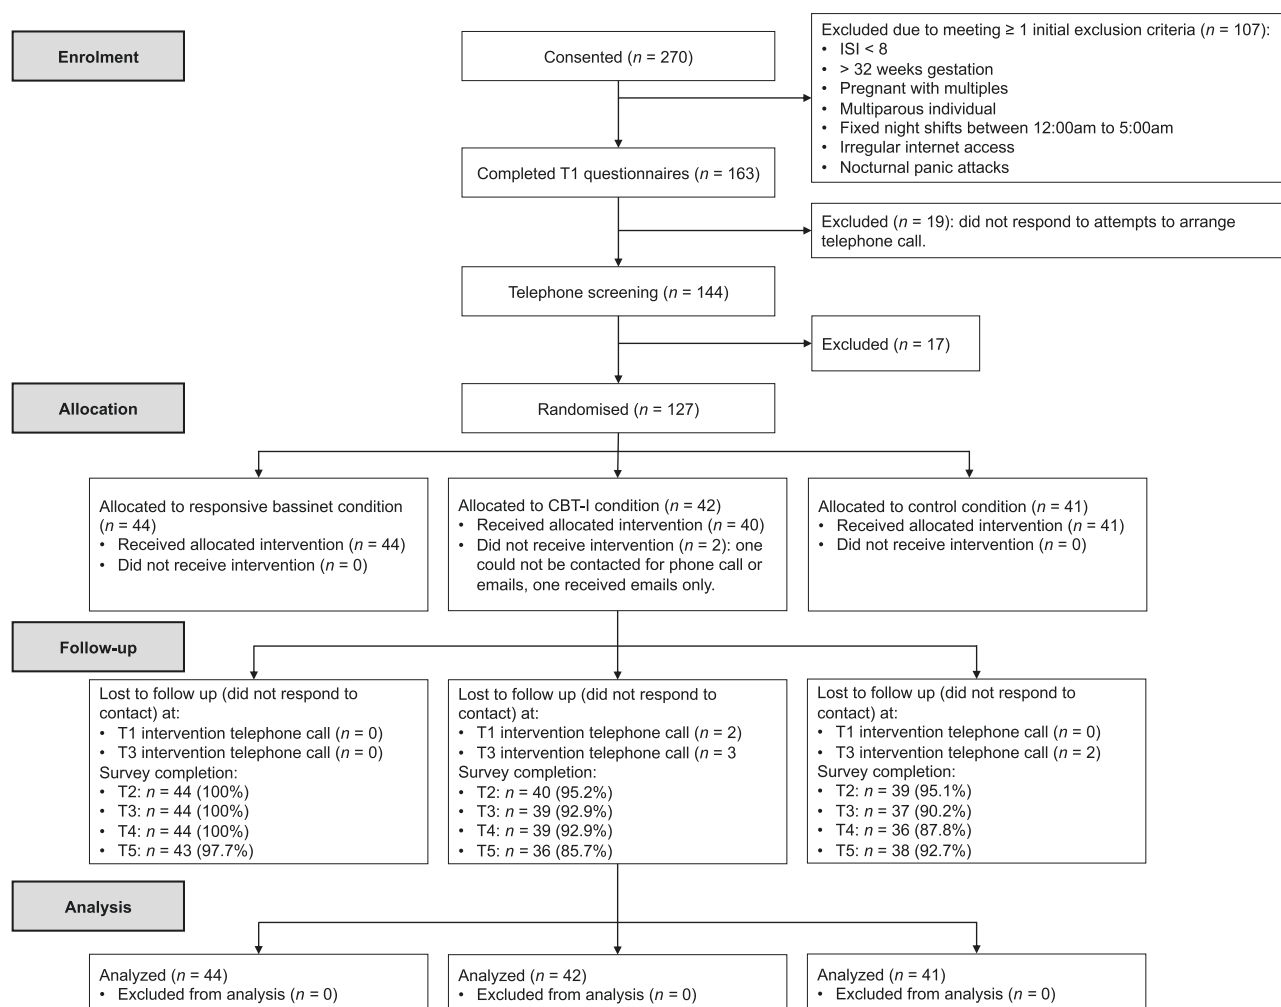 Enrolment
Consented (n = 270)
Excluded due to meeting ≥ 1 initial exclusion criteria (n = 107):
• ISI < 8
• > 32 weeks gestation
• Pregnant with multiples
• Multiparous individual
• Fixed night shifts between 12:00am to 5:00am
• Irregular internet access
• Nocturnal panic attacks
Completed T1 questionnaires (n = 163)
Excluded (n = 19): did not respond to attempts to arrange
telephone call.
Telephone screening (n = 144)
Excluded (n = 17)
Allocation
Randomised (n = 127)
Allocated to responsive bassinet condition
(n = 44)
• Received allocated intervention (n = 44)
• Did not receive intervention (n = 0)
Allocated to CBT-I condition (n = 42)
• Received allocated intervention (n = 40)
• Did not receive intervention (n = 2): one
could not be contacted for phone call or
emails, one received emails only.
Allocated to control condition (n = 41)
• Received allocated intervention (n = 41)
• Did not receive intervention (n = 0)
Follow-up
Lost to follow up (did not respond to
contact) at:
• T1 intervention telephone call (n = 0)
• T3 intervention telephone call (n = 0)
Survey completion:
• T2: n = 44 (100%)
• T3: n = 44 (100%)
• T4: n = 44 (100%)
• T5: n = 43 (97.7%)
Lost to follow up (did not respond to
contact) at:
• T1 intervention telephone call (n = 2)
• T3 intervention telephone call (n = 3
Survey completion:
• T2: n = 40 (95.2%)
• T3: n = 39 (92.9%)
• T4: n = 39 (92.9%)
• T5: n = 36 (85.7%)
Lost to follow up (did not respond to
contact) at:
• T1 intervention telephone call (n = 0)
• T3 intervention telephone call (n = 2)
Survey completion:
• T2: n = 39 (95.1%)
• T3: n = 37 (90.2%)
• T4: n = 36 (87.8%)
• T5: n = 38 (92.7%)
Analysis
Analyzed (n = 44)
• Excluded from analysis (n = 0)
Analyzed (n = 42)
• Excluded from analysis (n = 0)
Analyzed (n = 41)
• Excluded from analysis (n = 0)